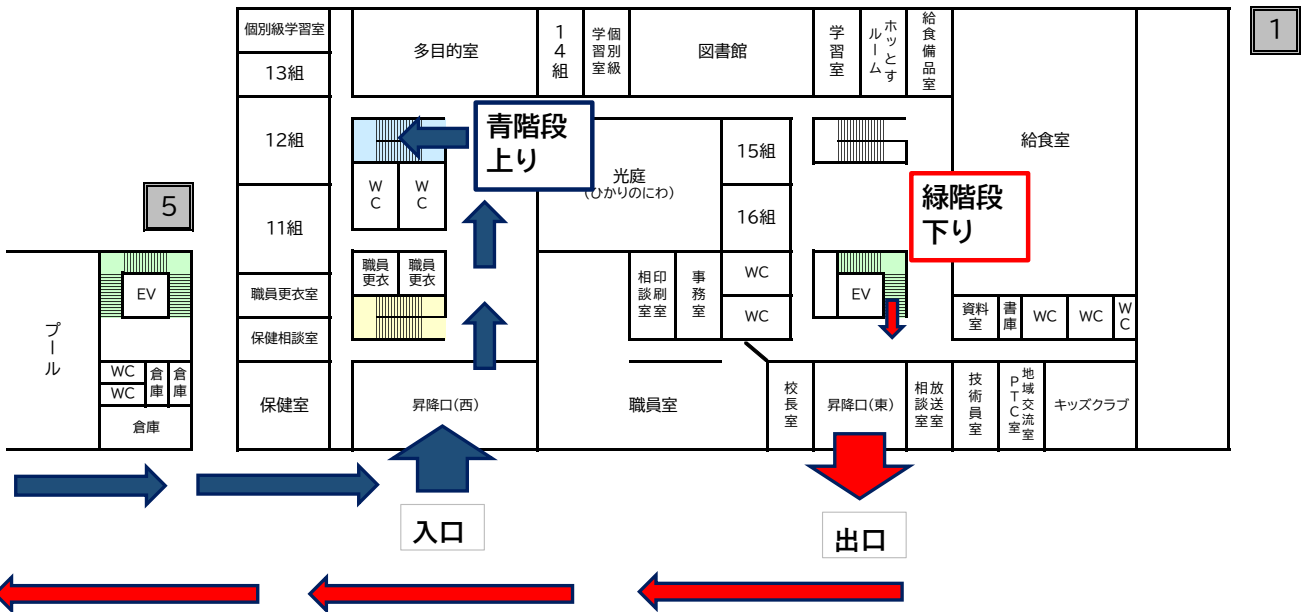 1
個別級学習室
多目的室
14組
個別級学習室
図書館
学習室
ホッとするーム
給食備品室
13組
12組
青階段
上り
15組
給食室
WC
WC
光庭
(ひかりのにわ)
5
16組
緑階段
下り
11組
職員更衣
職員更衣
相談室
印刷室
事務室
WC
WC
EV
EV
職員更衣室
資料室
書庫
WC
WC
WC
プール
保健相談室
WC
WC
倉庫
倉庫
倉庫
保健室
昇降口(西)
職員室
校長室
昇降口(東)
相談室
放送室
技術員室
PTC室
地域交流室
キッズクラブ
入口
出口